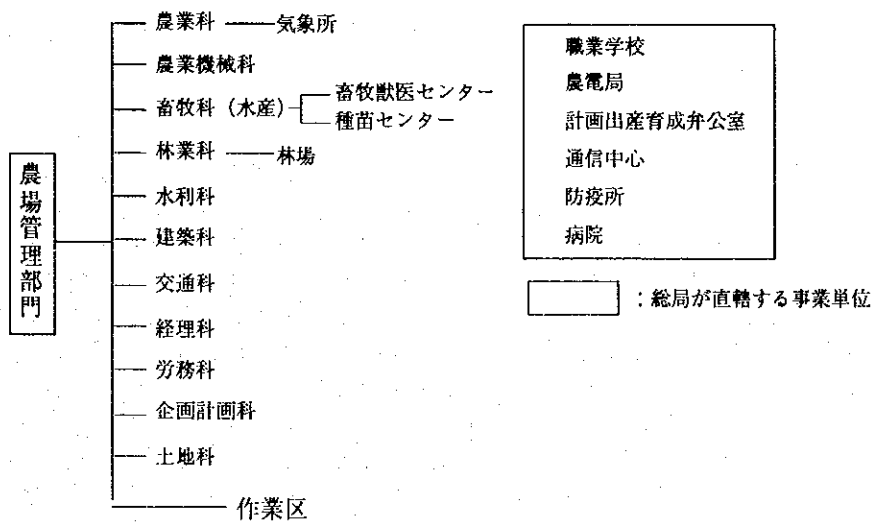 農場管理部門
農業科 気象所
農業機械科
畜牧科（水産） 畜牧獣医センター
種苗センター
林業科 林場
水利科
建築科
交通科
経理科
労務科
企画計画科
土地科
作業区
職業学校
農電局
計画出産育成弁公室
通信中心
防疫所
病院
：総局が直轄する事業単位